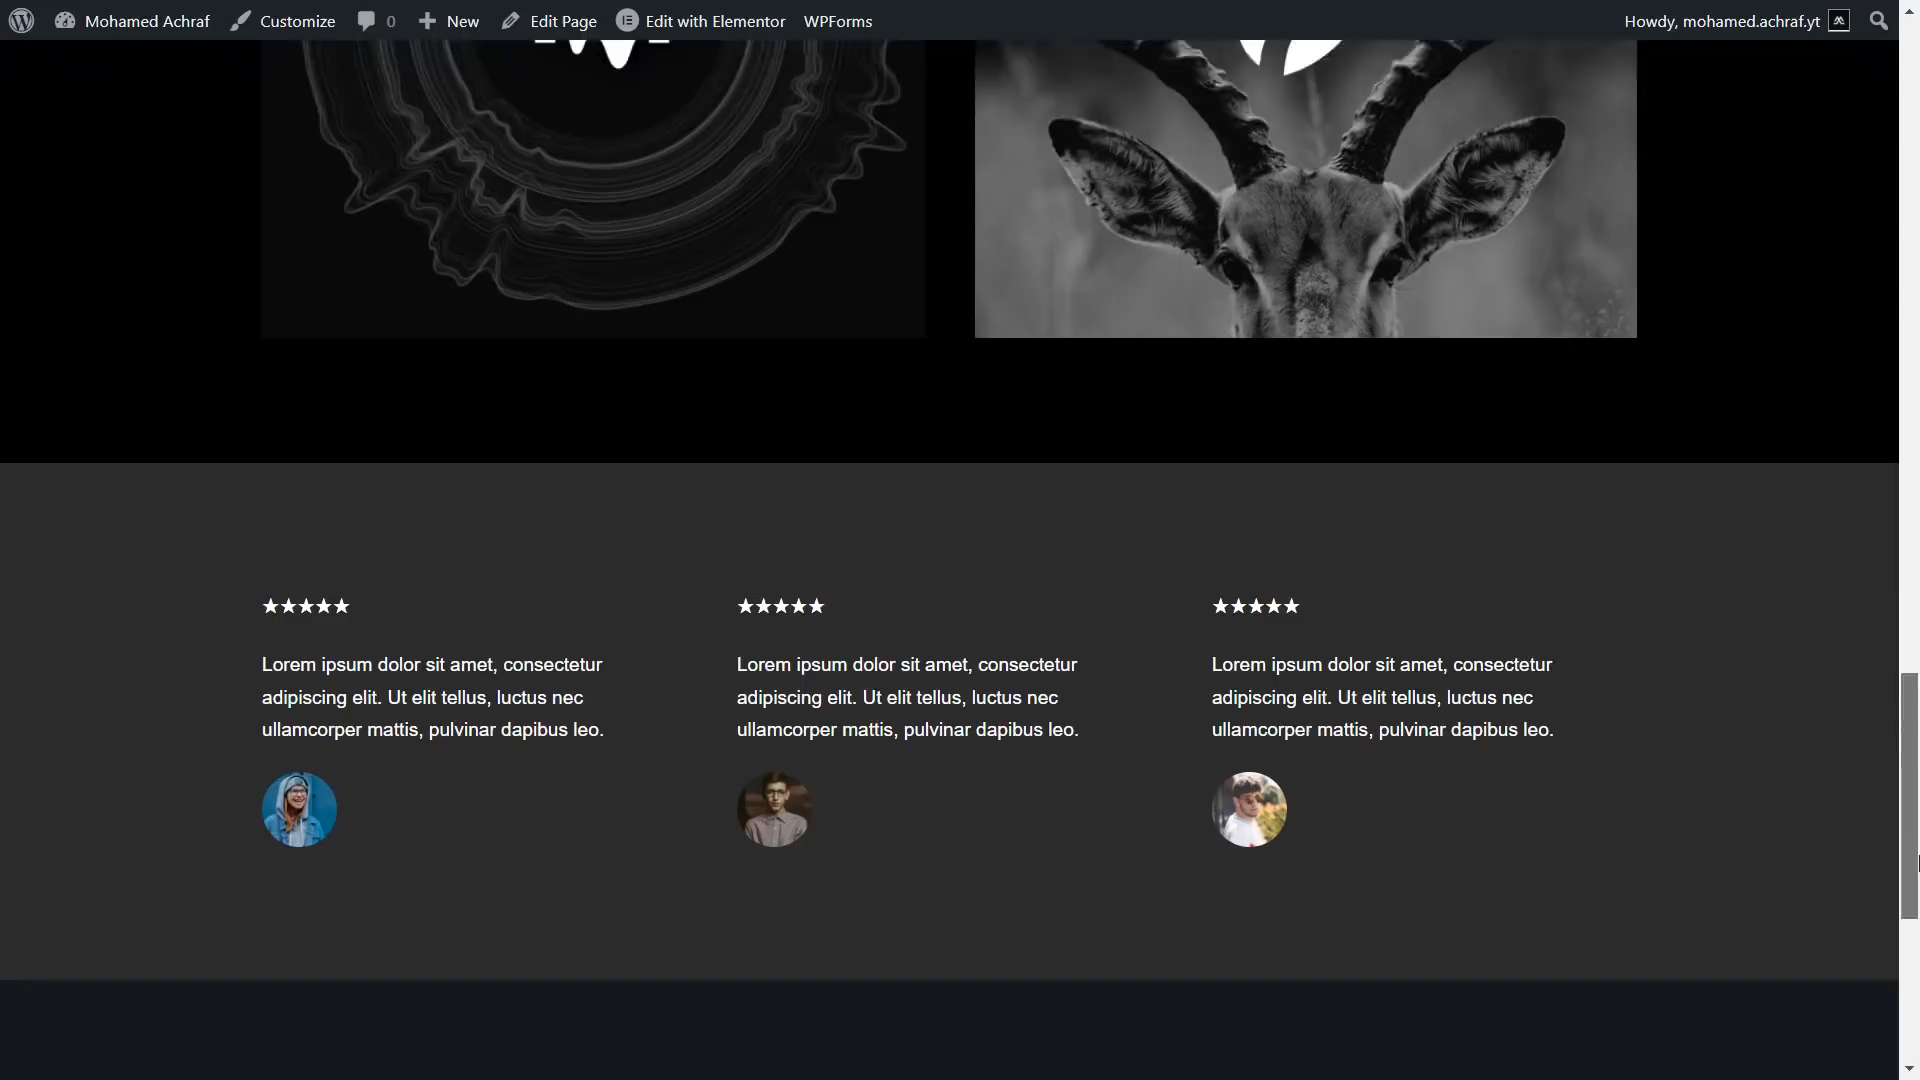 Mohamed Achraf Customize 0 New Edit Page Edit with Elementor WPForms Howdy, mohamed.achraf.yt
★★★★★ ★★★★★ ★★★★★
Lorem ipsum dolor sit amet, consectetur
adipiscing elit. Ut elit tellus, luctus nec
ullamcorper mattis, pulvinar dapibus leo.
Lorem ipsum dolor sit amet, consectetur
adipiscing elit. Ut elit tellus, luctus nec
ullamcorper mattis, pulvinar dapibus leo.
Lorem ipsum dolor sit amet, consectetur
adipiscing elit. Ut elit tellus, luctus nec
ullamcorper mattis, pulvinar dapibus leo.